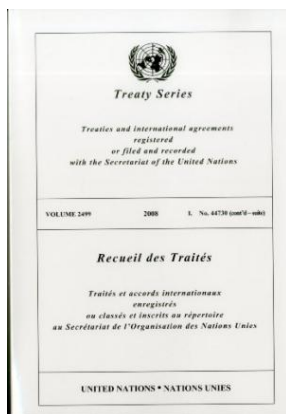 Treaty Series
Treaties and international agreements
registered
or filed and recorded
with the Secretariat of the United Nations
VOLUME 2499 2008 I. No. 44730 (cont'd—suite)
Recueil des Traités
Traités et accords internationaux
enregistrés
ou classés et inscrits au répertoire
au Secrétariat de l'Organisation des Nations Unies
UNITED NATIONS • NATIONS UNIES